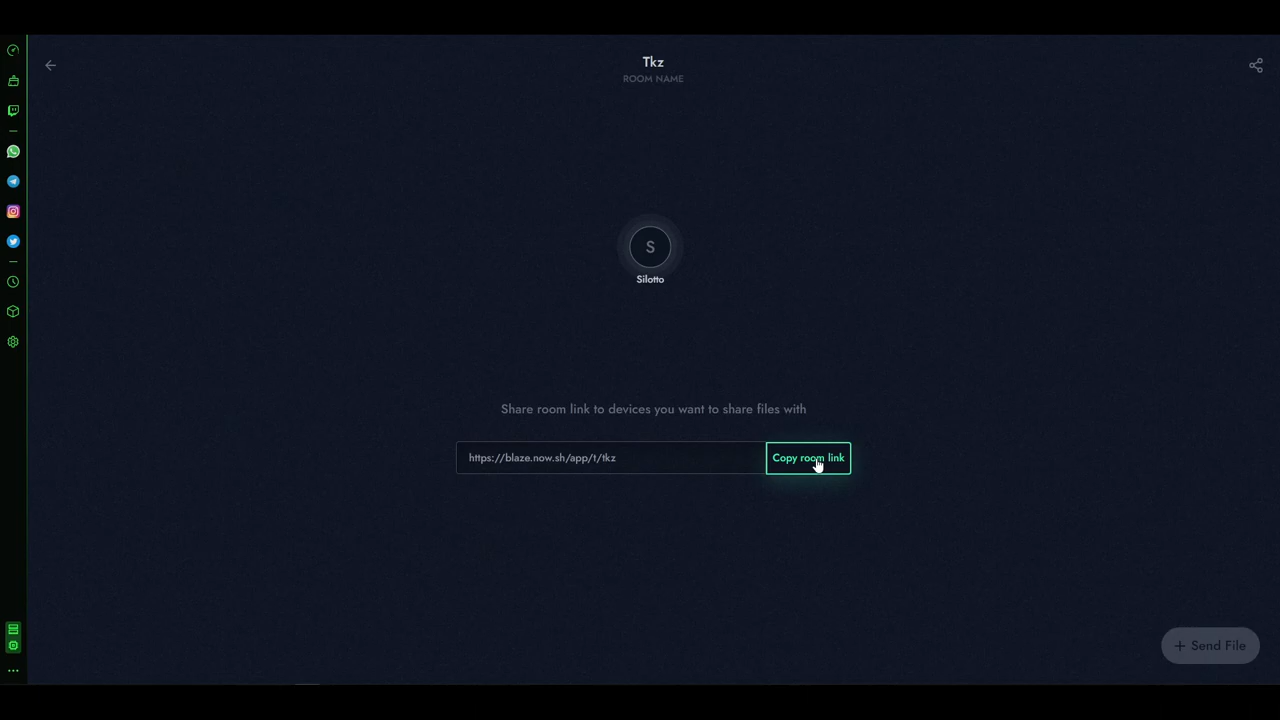 Tkz
ROOM NAME
S
Silotto
Share room link to devices you want to share files with
https://blaze.now.sh/app/t/tkz
Copy room link
+ Send File